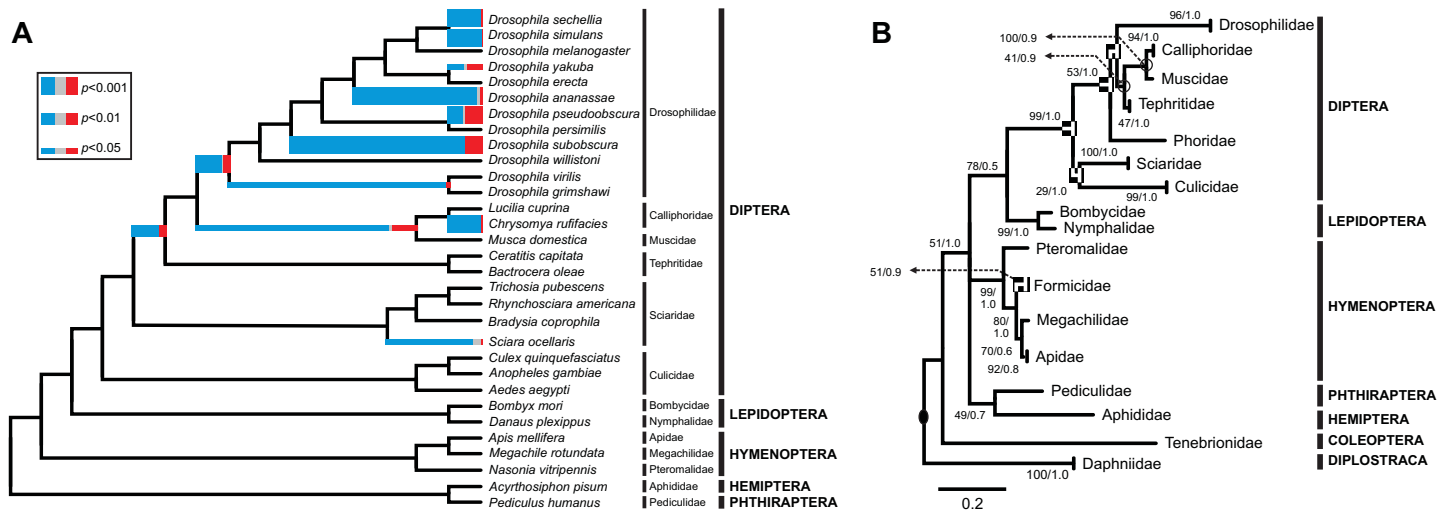 A
p<0.001
p<0.01
p<0.05
Drosophila sechellia
Drosophila simulans
Drosophila melanogaster
Drosophila yakuba
Drosophila erecta
Drosophila ananassae
Drosophila pseudoobscura
Drosophila persimilis
Drosophila subobscura
Drosophila willistoni
Drosophila virilis
Drosophila grimshawi
Lucilia cuprina
Chrysomya rufifacies
Musca domestica
Ceratitis capitata
Bactrocera oleae
Trichosia pubescens
Rhynchosciara americana
Bradysia coprophila
Sciara ocellaris
Culex quinquefasciatus
Anopheles gambiae
Aedes aegypti
Bombyx mori
Danaus plexippus
Apis mellifera
Megachile rotundata
Nasonia vitripennis
Acyrthosiphon pisum
Pediculus humanus
Drosophilidae
Calliphoridae
Muscidae
Tephritidae
Sciaridae
Culicidae
Bombycidae
Nymphalidae
Apidae
Megachilidae
Pteromalidae
Aphididae
Pediculidae
DIPTERA
LEPIDOPTERA
HYMENOPTERA
HEMIPTERA
PHTHIRAPTERA
B
96/1.0
Drosophilidae
100/0.9
94/1.0
Calliphoridae
41/0.9
Muscidae
53/1.0
Tephritidae
47/1.0
99/1.0
Phoridae
100/1.0
Sciaridae
78/0.5
29/1.0
Culicidae
99/1.0
Bombycidae
Nymphalidae
99/1.0
51/1.0
Pteromalidae
51/0.9
Formicidae
99/
1.0
Megachilidae
80/
1.0
70/0.6
Apidae
92/0.8
Pediculidae
49/0.7
Aphididae
Tenebrionidae
Daphniidae
100/1.0
0.2
DIPTERA
LEPIDOPTERA
HYMENOPTERA
PHTHIRAPTERA
HEMIPTERA
COLEOPTERA
DIPLOSTRACA